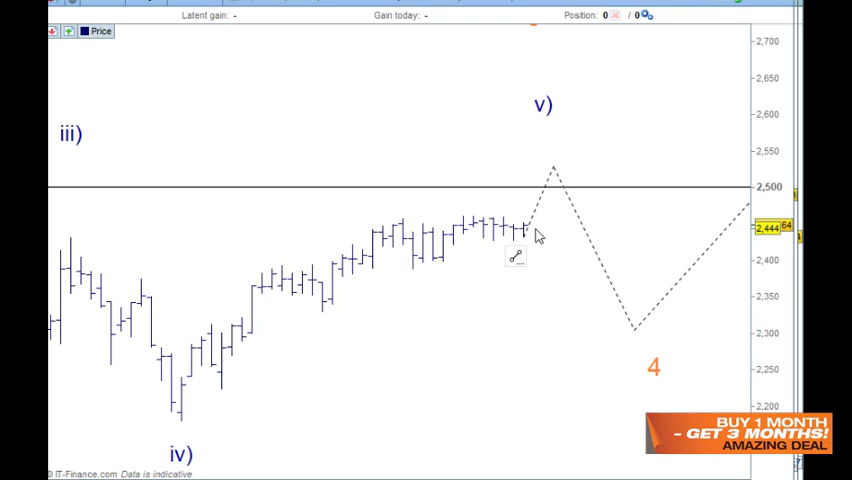 Latent gain: - Gain today: - Position: 0 / 0
Price
2,700
2,650
v)
2,600
iii)
2,550
2,500
64
2,444
2,400
2,350
2,300
4
2,200
BUY 1 MONTH
- GET 3 MONTHS!
AMAZING DEAL
iv)
© IT-Finance.com Data is indicative